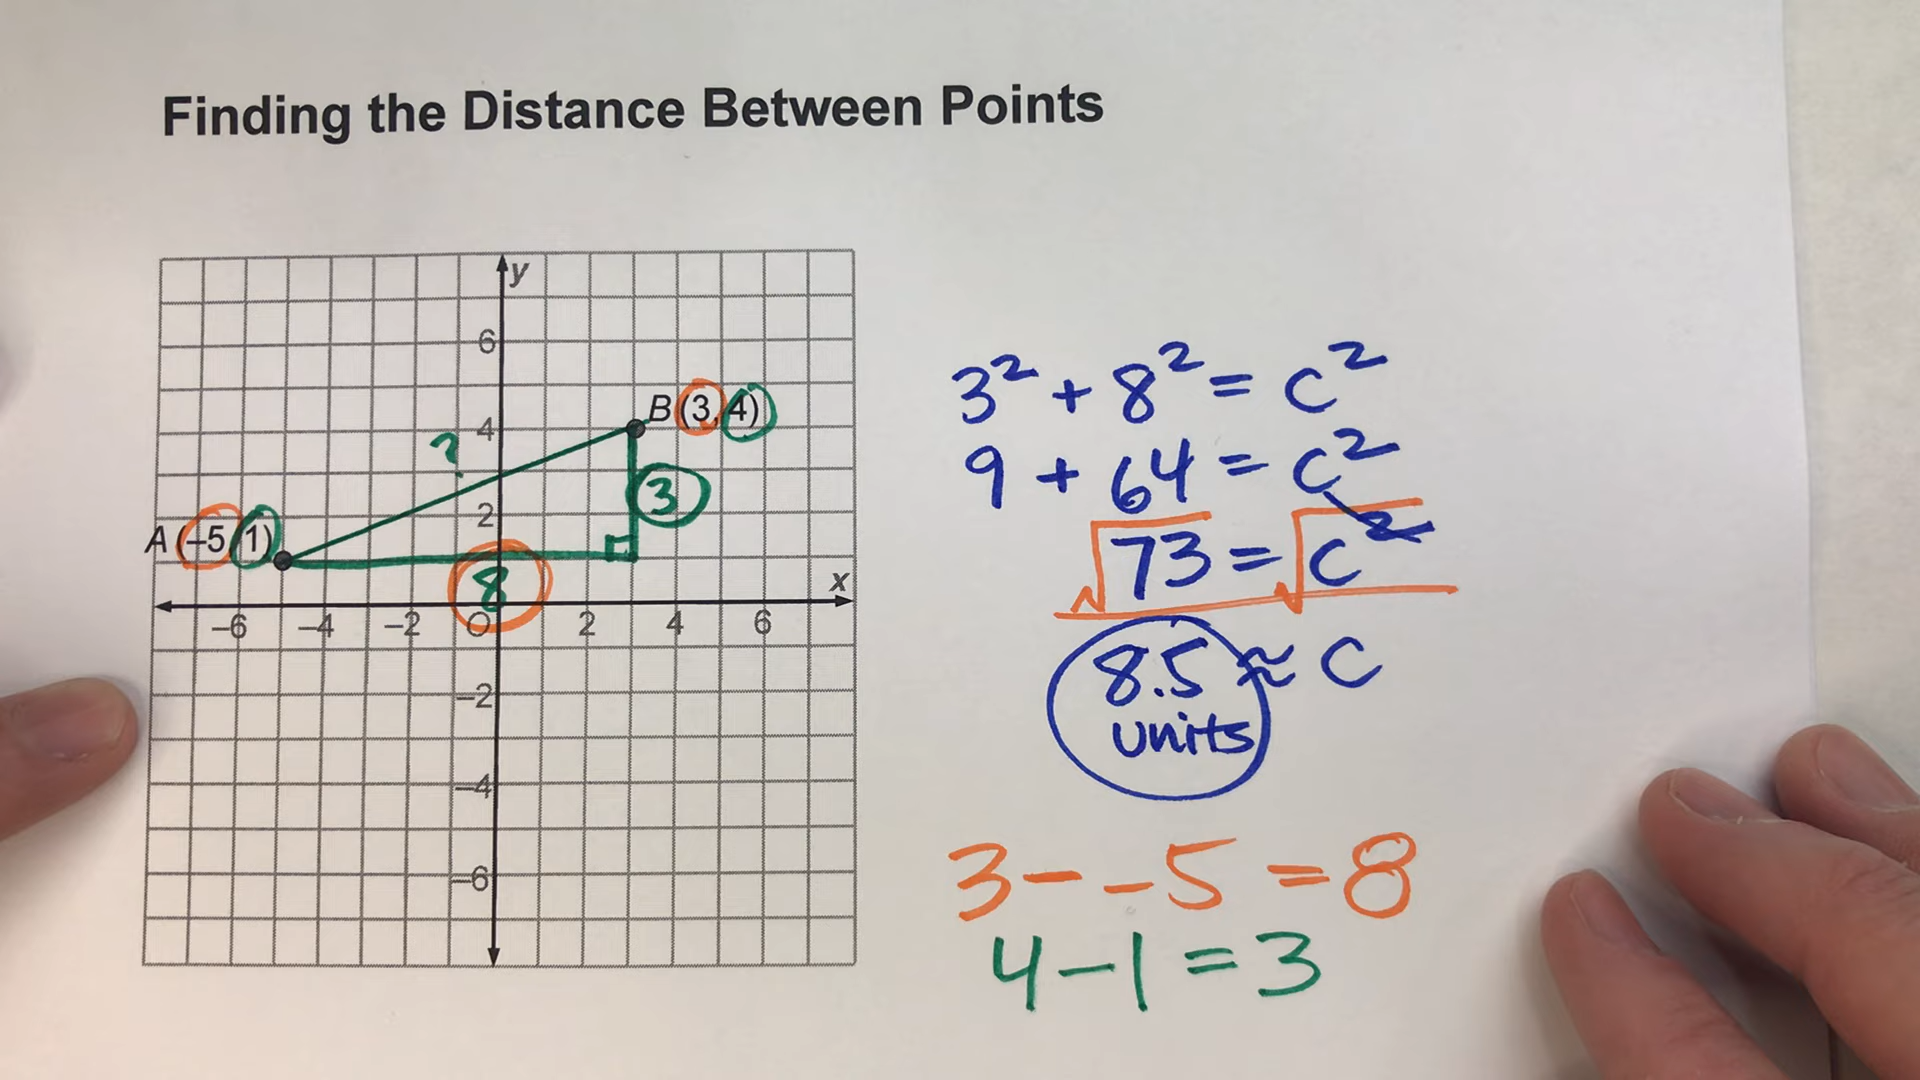 Finding the Distance Between Points
y
6
B (3, 4)
4
?
3
2
A (–5, 1)
8
x
–6 –4 –2 O 2 4 6
–2
–4
–6
3² + 8² = c²
9 + 64 = c²
√73 = √c²
8.5 ≈ c
units
3 - -5 = 8
4 - 1 = 3